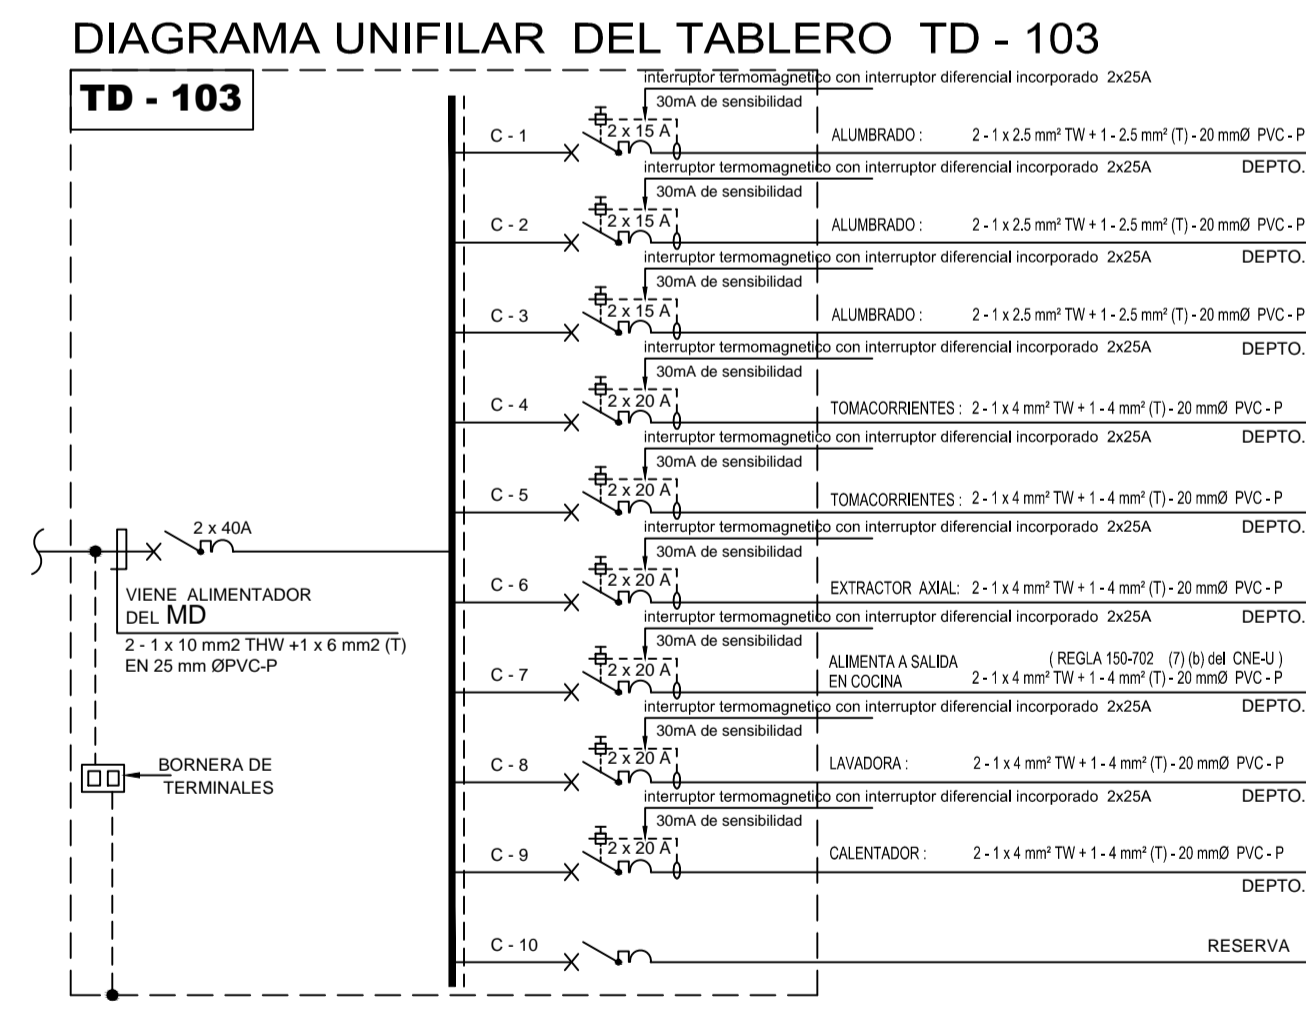 DIAGRAMA UNIFILAR DEL TABLERO TD - 103
TD - 103
interruptor termomagnetico con interruptor diferencial incorporado 2x25A
30mA de sensibilidad
C - 1
2 x 15 A
ALUMBRADO : 2 - 1 x 2.5 mm² TW + 1 - 2.5 mm² (T) - 20 mmØ PVC - P
interruptor termomagnetico con interruptor diferencial incorporado 2x25A
DEPTO.
30mA de sensibilidad
C - 2
2 x 15 A
ALUMBRADO : 2 - 1 x 2.5 mm² TW + 1 - 2.5 mm² (T) - 20 mmØ PVC - P
interruptor termomagnetico con interruptor diferencial incorporado 2x25A
DEPTO.
30mA de sensibilidad
C - 3
2 x 15 A
ALUMBRADO : 2 - 1 x 2.5 mm² TW + 1 - 2.5 mm² (T) - 20 mmØ PVC - P
interruptor termomagnetico con interruptor diferencial incorporado 2x25A
DEPTO.
30mA de sensibilidad
C - 4
2 x 20 A
TOMACORRIENTES : 2 - 1 x 4 mm² TW + 1 - 4 mm² (T) - 20 mmØ PVC - P
interruptor termomagnetico con interruptor diferencial incorporado 2x25A
DEPTO.
30mA de sensibilidad
C - 5
2 x 20 A
TOMACORRIENTES : 2 - 1 x 4 mm² TW + 1 - 4 mm² (T) - 20 mmØ PVC - P
interruptor termomagnetico con interruptor diferencial incorporado 2x25A
DEPTO.
2 x 40A
30mA de sensibilidad
C - 6
2 x 20 A
EXTRACTOR AXIAL: 2 - 1 x 4 mm² TW + 1 - 4 mm² (T) - 20 mmØ PVC - P
VIENE ALIMENTADOR
DEL MD
2 - 1 x 10 mm2 THW +1 x 6 mm2 (T)
EN 25 mm ØPVC-P
interruptor termomagnetico con interruptor diferencial incorporado 2x25A
DEPTO.
30mA de sensibilidad
C - 7
2 x 20 A
ALIMENTA A SALIDA ( REGLA 150-702 (7) (b) del CNE-U )
EN COCINA 2 - 1 x 4 mm² TW + 1 - 4 mm² (T) - 20 mmØ PVC - P
interruptor termomagnetico con interruptor diferencial incorporado 2x25A
DEPTO.
30mA de sensibilidad
C - 8
2 x 20 A
LAVADORA : 2 - 1 x 4 mm² TW + 1 - 4 mm² (T) - 20 mmØ PVC - P
BORNERA DE
TERMINALES
interruptor termomagnetico con interruptor diferencial incorporado 2x25A
DEPTO.
30mA de sensibilidad
C - 9
2 x 20 A
CALENTADOR : 2 - 1 x 4 mm² TW + 1 - 4 mm² (T) - 20 mmØ PVC - P
DEPTO.
C - 10
RESERVA